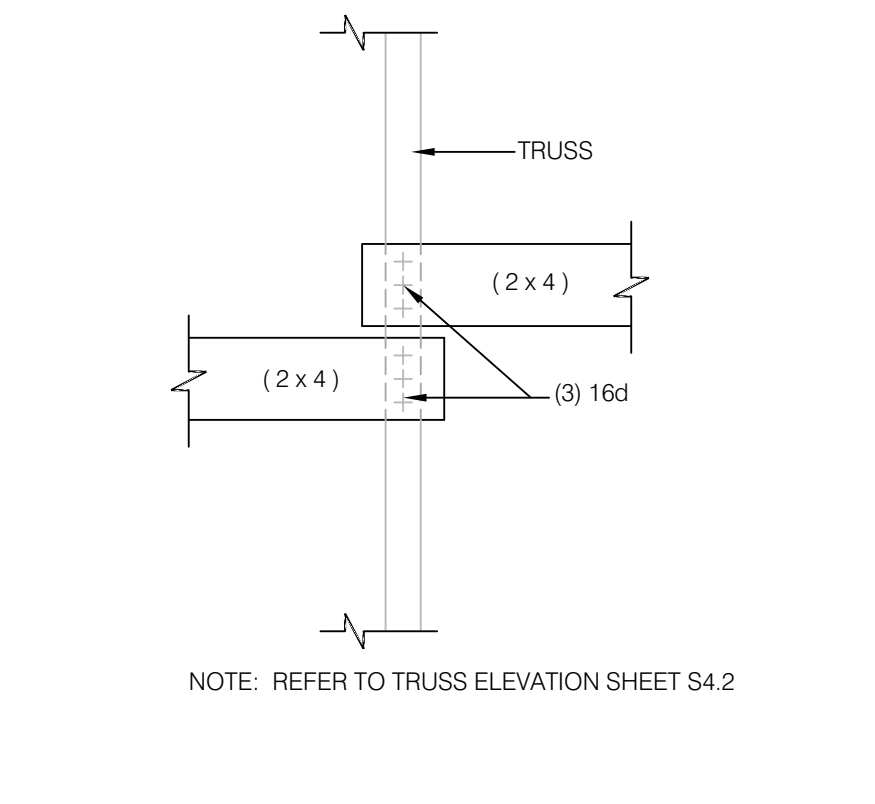 TRUSS
( 2 x 4 )
( 2 x 4 )
(3) 16d
NOTE: REFER TO TRUSS ELEVATION SHEET S4.2